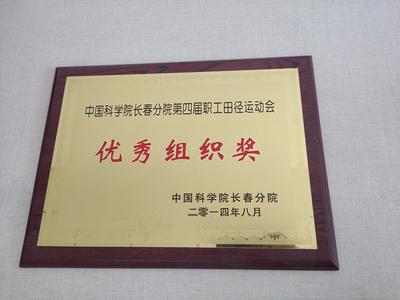 中国科学院长春分院第四届职工田径运动会
优秀组织奖
中国科学院长春分院
二零一四年八月